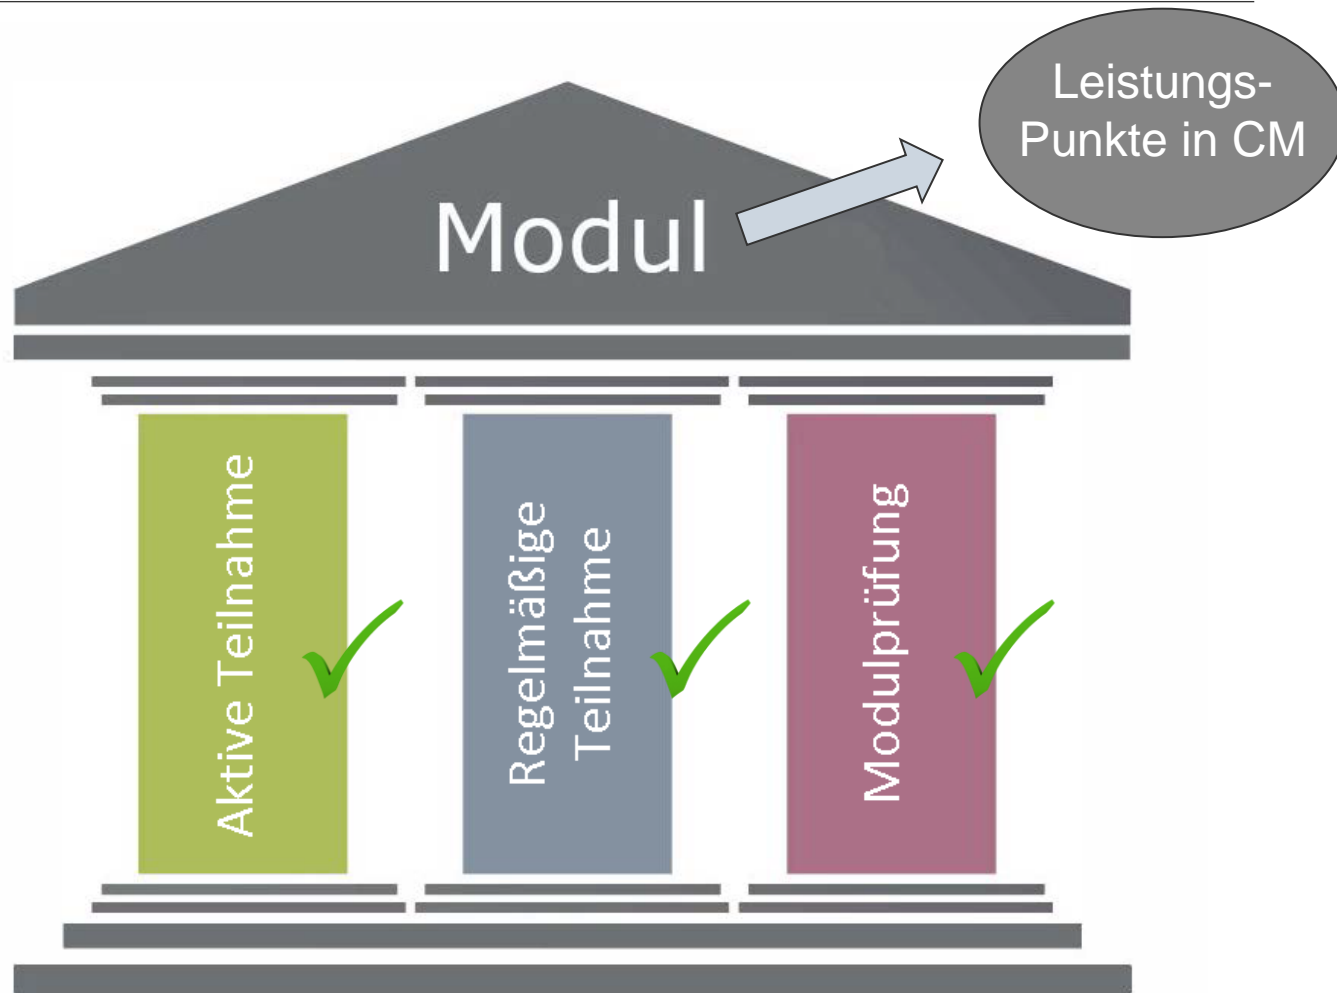 Leistungs-
Punkte in CM
Modul
Aktive Teilnahme
Regelmäßige
Teilnahme
Modulprüfung